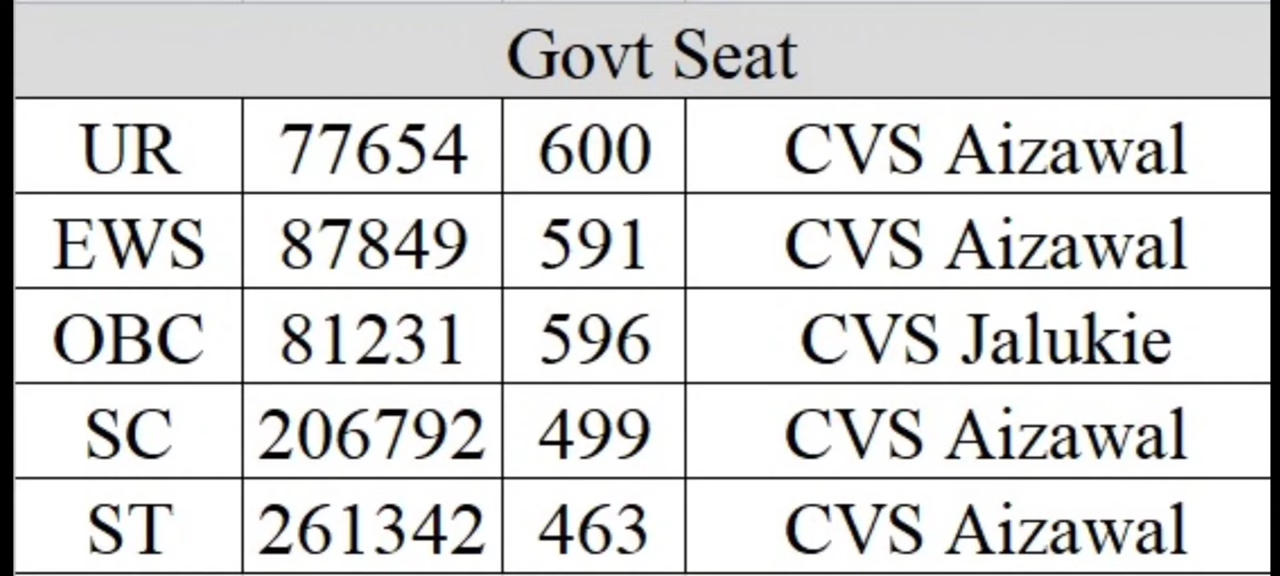 Govt Seat
UR 77654 600 CVS Aizawal
EWS 87849 591 CVS Aizawal
OBC 81231 596 CVS Jalukie
SC 206792 499 CVS Aizawal
ST 261342 463 CVS Aizawal